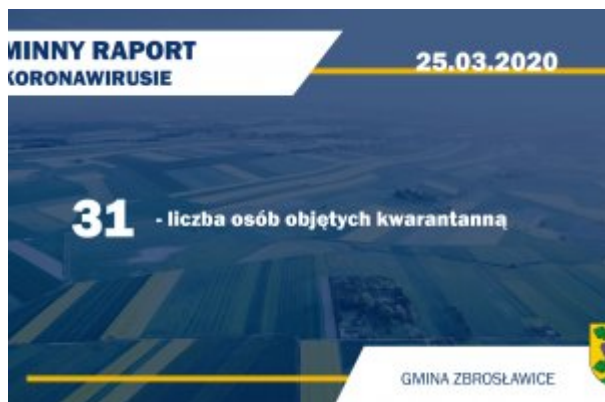 MINNY RAPORT
KORONAWIRUSIE
25.03.2020
31 - liczba osób objętych kwarantanną
GMINA ZBROSŁAWICE